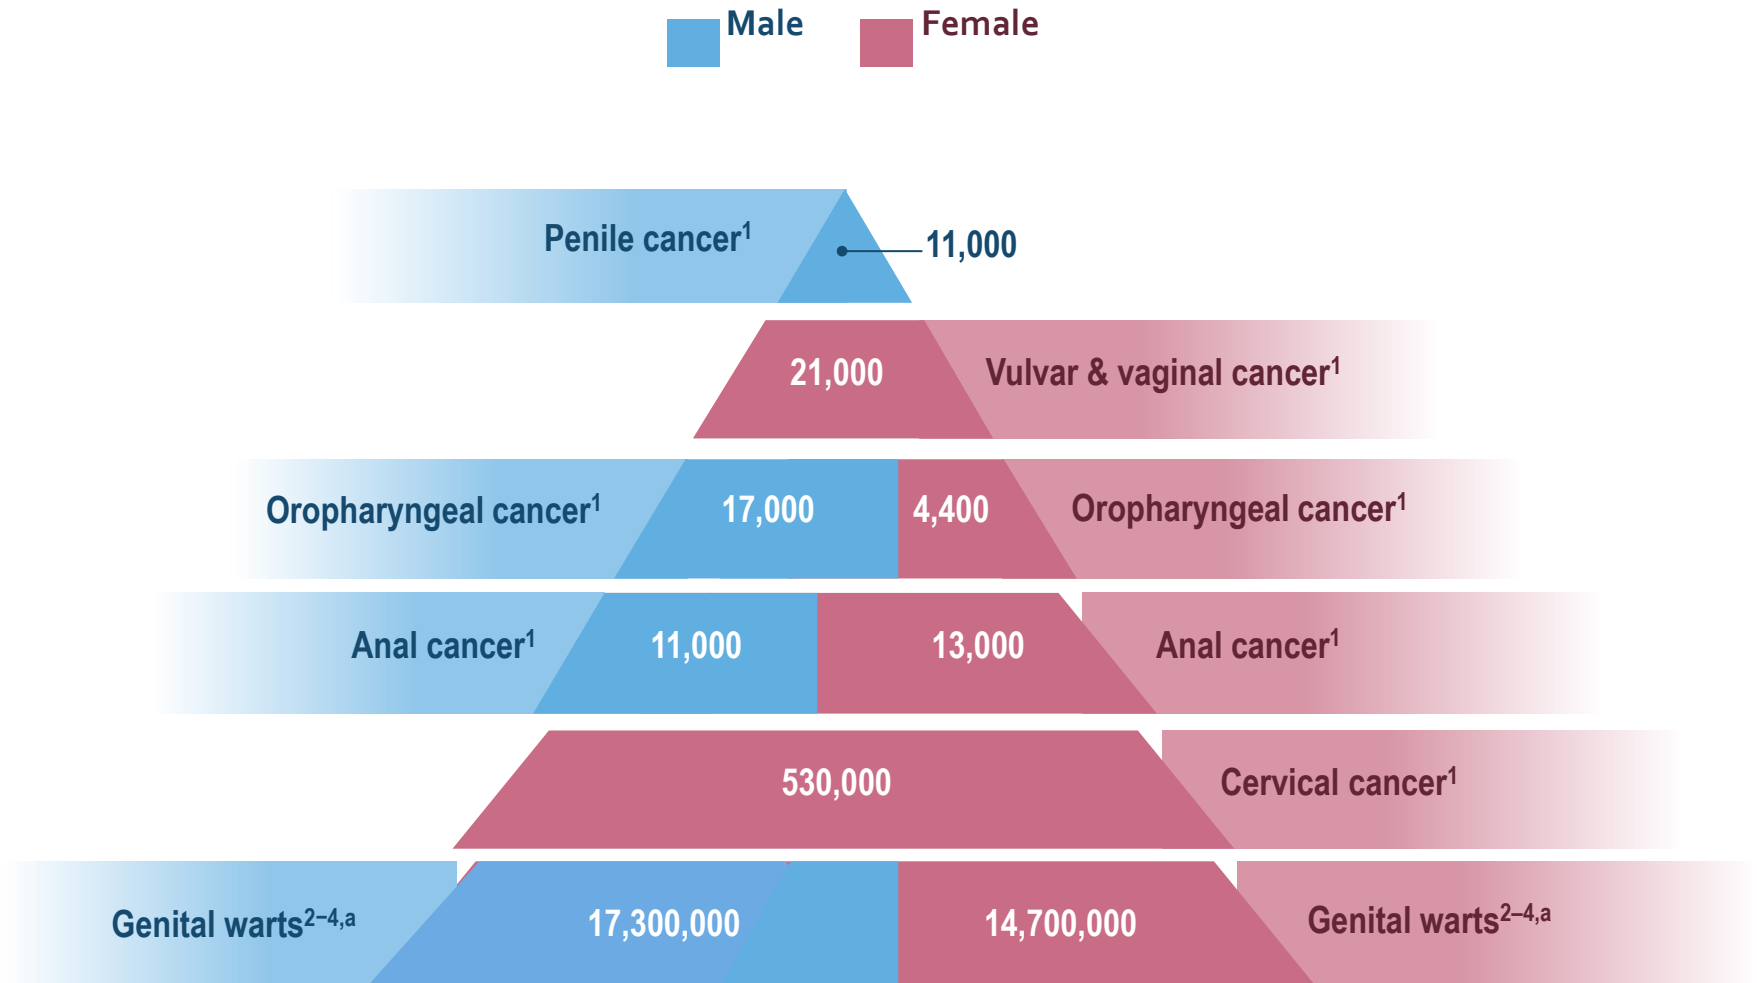 Male Female
Penile cancer1 11,000
21,000 Vulvar & vaginal cancer1
Oropharyngeal cancer1 17,000 4,400 Oropharyngeal cancer1
Anal cancer1 11,000 13,000 Anal cancer1
530,000 Cervical cancer1
Genital warts2–4,a 17,300,000 14,700,000 Genital warts2–4,a